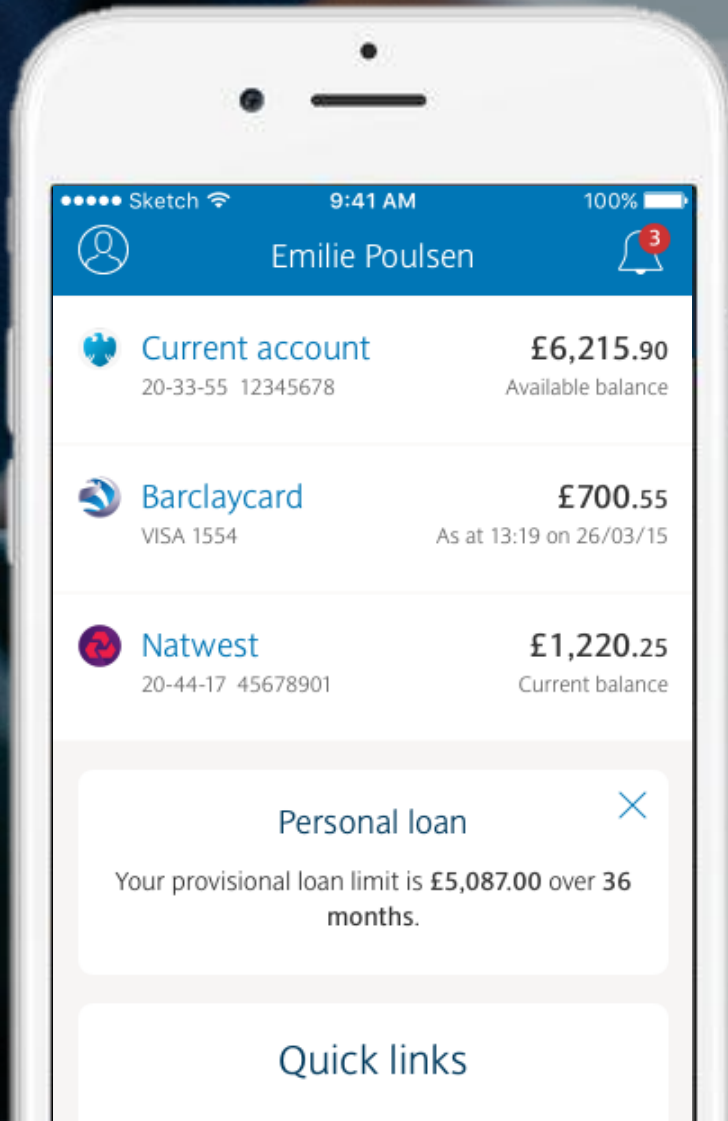 Sketch 9:41 AM 100%
Emilie Poulsen 3
Current account £6,215.90
20-33-55 12345678 Available balance
Barclaycard £700.55
VISA 1554 As at 13:19 on 26/03/15
Natwest £1,220.25
20-44-17 45678901 Current balance
Personal loan
Your provisional loan limit is £5,087.00 over 36
months.
Quick links